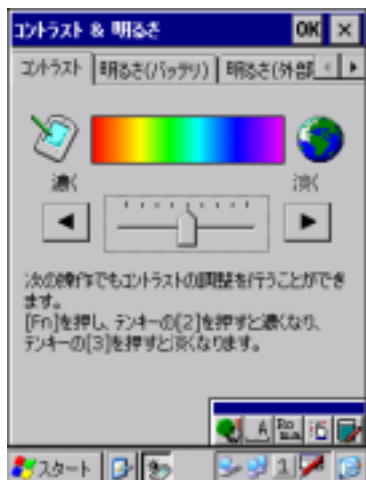 コントラスト & 明るさ OK ×
コントラスト 明るさ(バッテリ) 明るさ(外部
濃く 淡く
次の操作でもコントラストの調整を行うことができ
ます。
[Fn]を押し、テンキーの[2]を押すと濃くなり、
テンキーの[3]を押すと淡くなります。
A Ro
スタート 1